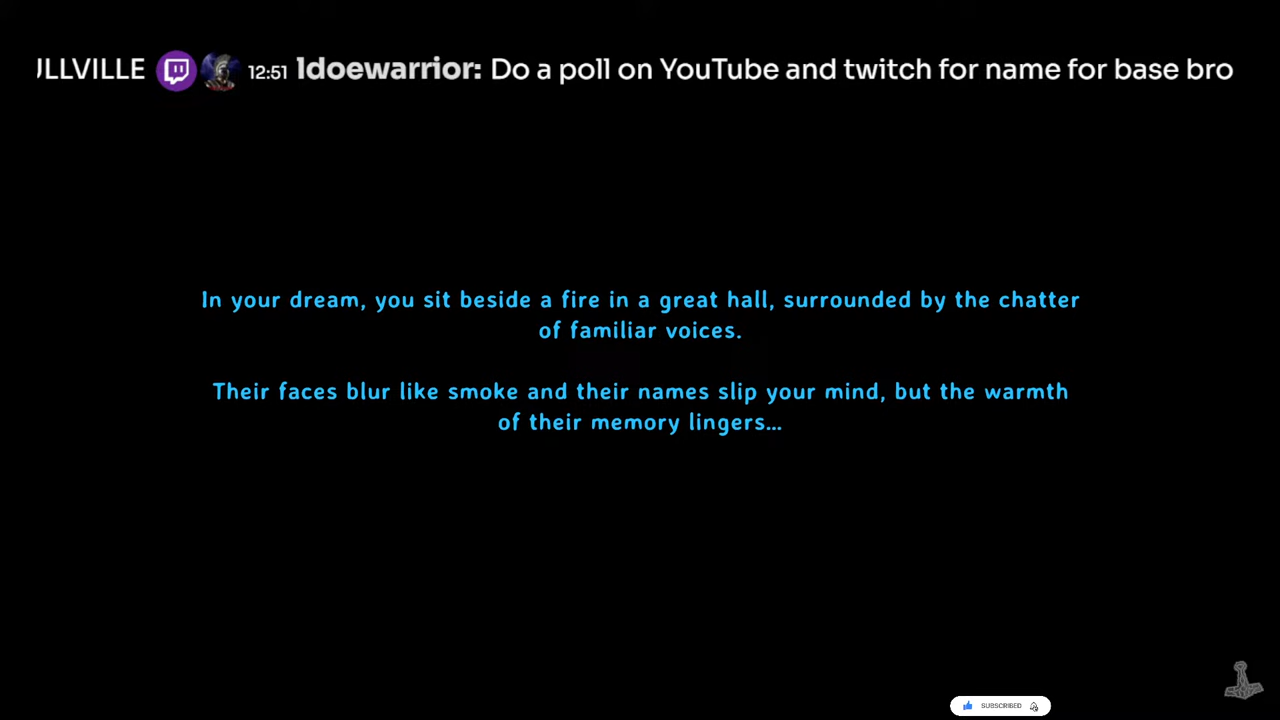 JLLVILLE 12:51 ldoewarrior: Do a poll on YouTube and twitch for name for base bro
In your dream, you sit beside a fire in a great hall, surrounded by the chatter
of familiar voices.
Their faces blur like smoke and their names slip your mind, but the warmth
of their memory lingers...
SUBSCRIBED